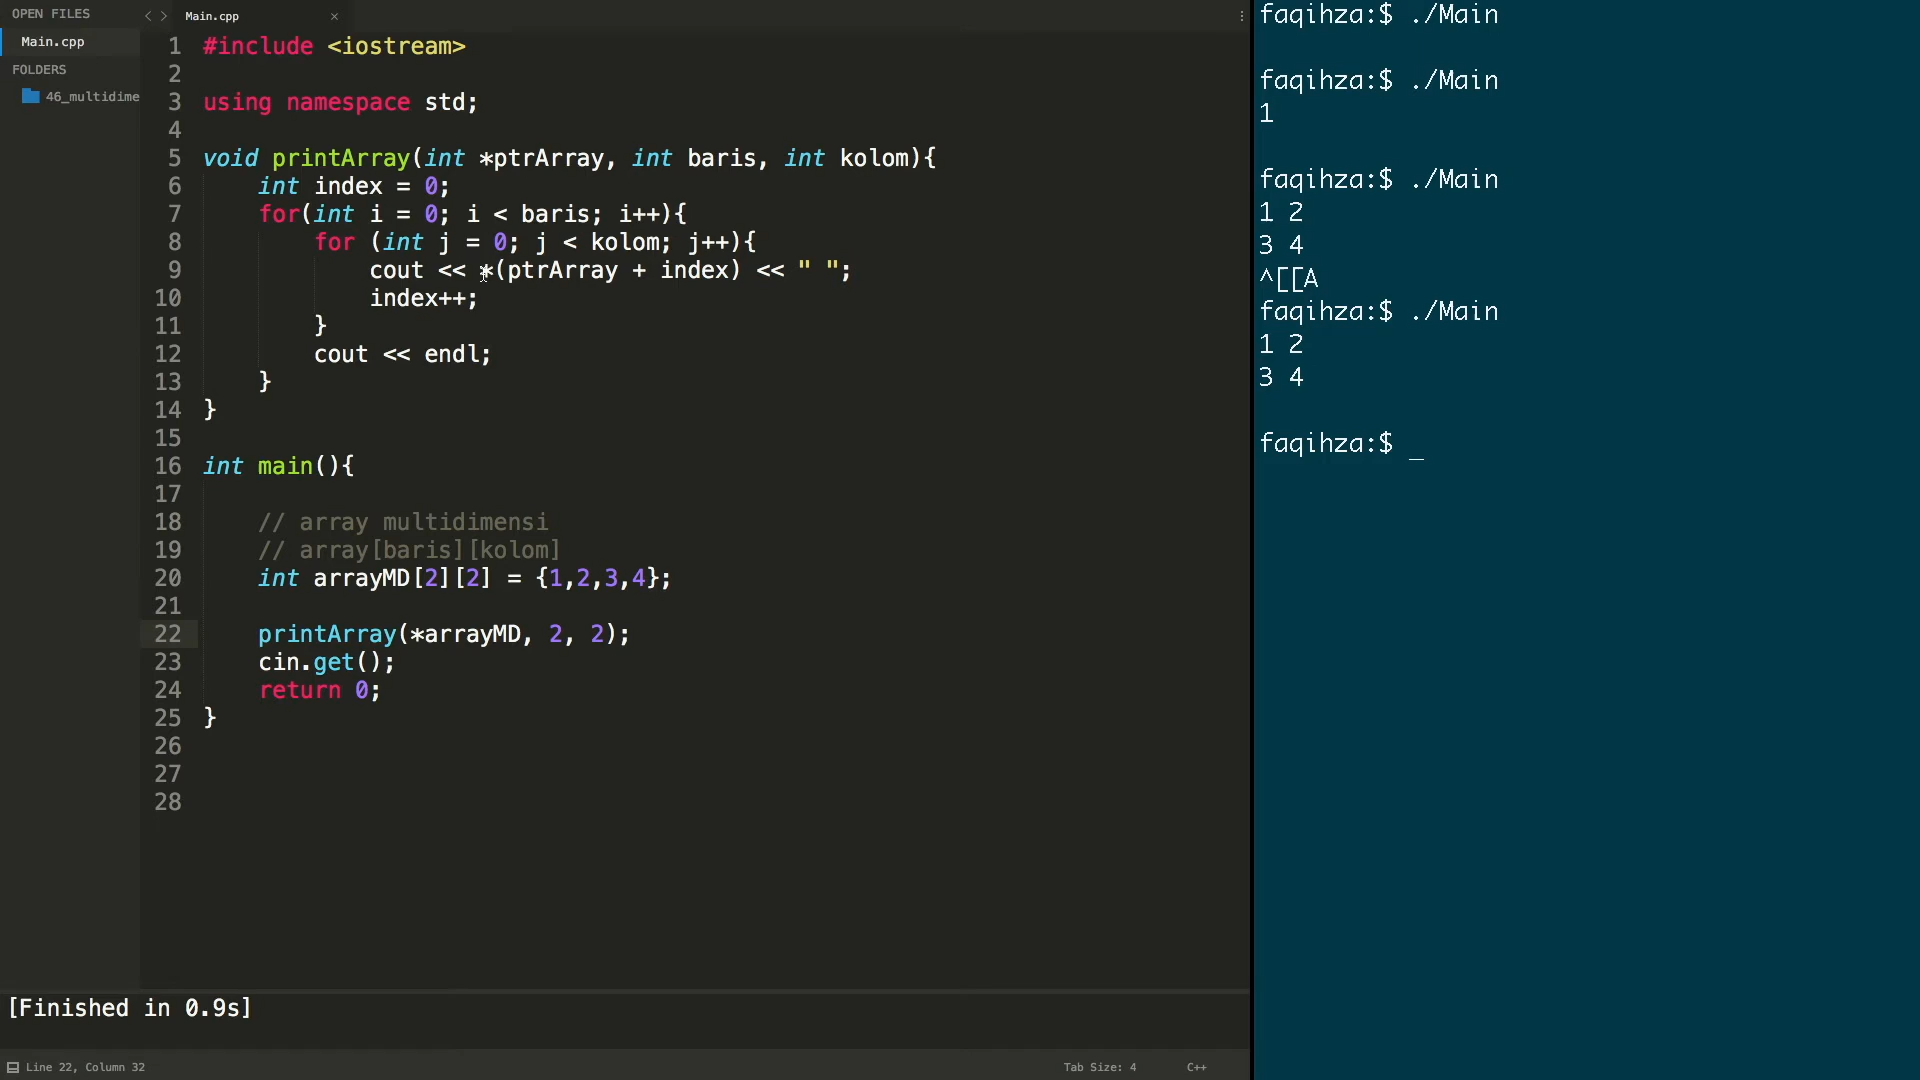 OPEN FILES
Main.cpp
FOLDERS
46_multidime
Main.cpp
1 #include <iostream>
2
3 using namespace std;
4
5 void printArray(int *ptrArray, int baris, int kolom){
6 int index = 0;
7 for(int i = 0; i < baris; i++){
8 for (int j = 0; j < kolom; j++){
9 cout << *(ptrArray + index) << " ";
10 index++;
11 }
12 cout << endl;
13 }
14 }
15
16 int main(){
17
18 // array multidimensi
19 // array[baris][kolom]
20 int arrayMD[2][2] = {1,2,3,4};
21
22 printArray(*arrayMD, 2, 2);
23 cin.get();
24 return 0;
25 }
26
27
28
[Finished in 0.9s]
Line 22, Column 32
Tab Size: 4
C++
faqihza:$ ./Main
faqihza:$ ./Main
1
faqihza:$ ./Main
1 2
3 4
^[[A
faqihza:$ ./Main
1 2
3 4
faqihza:$ _